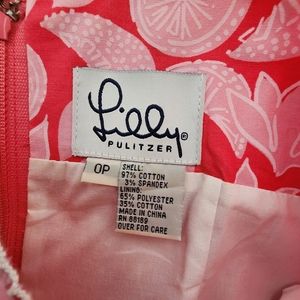 Lilly®
PULITZER
OP
SHELL:
97% COTTON
3% SPANDEX
LINING:
65% POLYESTER
35% COTTON
MADE IN
CHINA
RN 88189
OVER FOR CARE